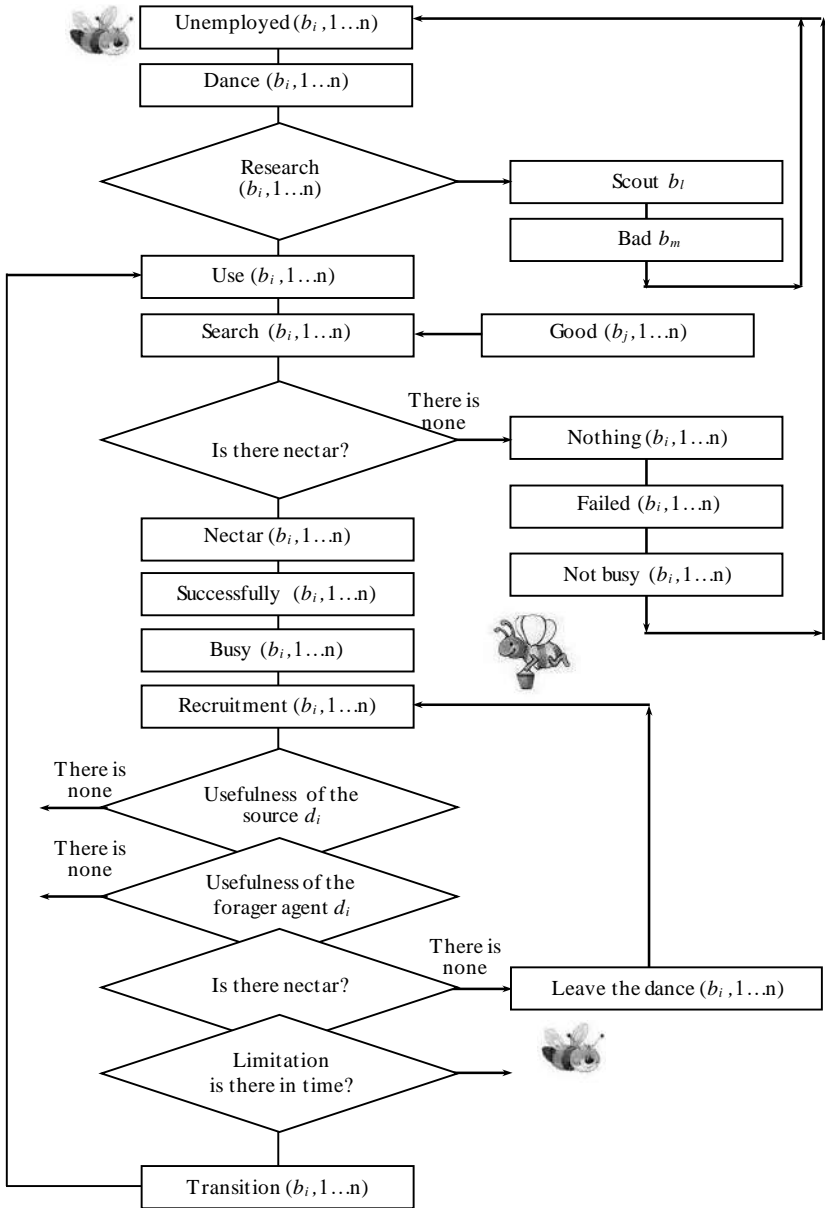 Unemployed (bᵢ, 1…n)
Dance (bᵢ, 1…n)
Research
(bᵢ, 1…n)
Scout bₗ
Bad bₘ
Use (bᵢ, 1…n)
Search (bᵢ, 1…n)
Good (bⱼ, 1…n)
There is
none
Is there nectar?
Nothing (bᵢ, 1…n)
Failed (bᵢ, 1…n)
Nectar (bᵢ, 1…n)
Not busy (bᵢ, 1…n)
Successfully (bᵢ, 1…n)
Busy (bᵢ, 1…n)
Recruitment (bᵢ, 1…n)
There is
none
Usefulness of the
source dᵢ
There is
none
Usefulness of the
forager agent dᵢ
There is
none
Is there nectar?
Leave the dance (bᵢ, 1…n)
Limitation
is there in time?
Transition (bᵢ, 1…n)